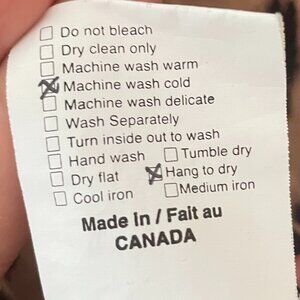 Do not bleach
Dry clean only
Machine wash warm
Machine wash cold
Machine wash delicate
Wash Separately
Turn inside out to wash
Hand wash Tumble dry
Dry flat Hang to dry
Cool iron Medium iron
Made in / Fait au
CANADA